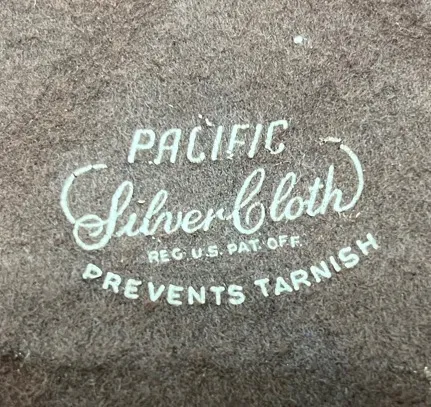 PACIFIC
Silver Cloth
REG. U.S. PAT. OFF.
PREVENTS TARNISH